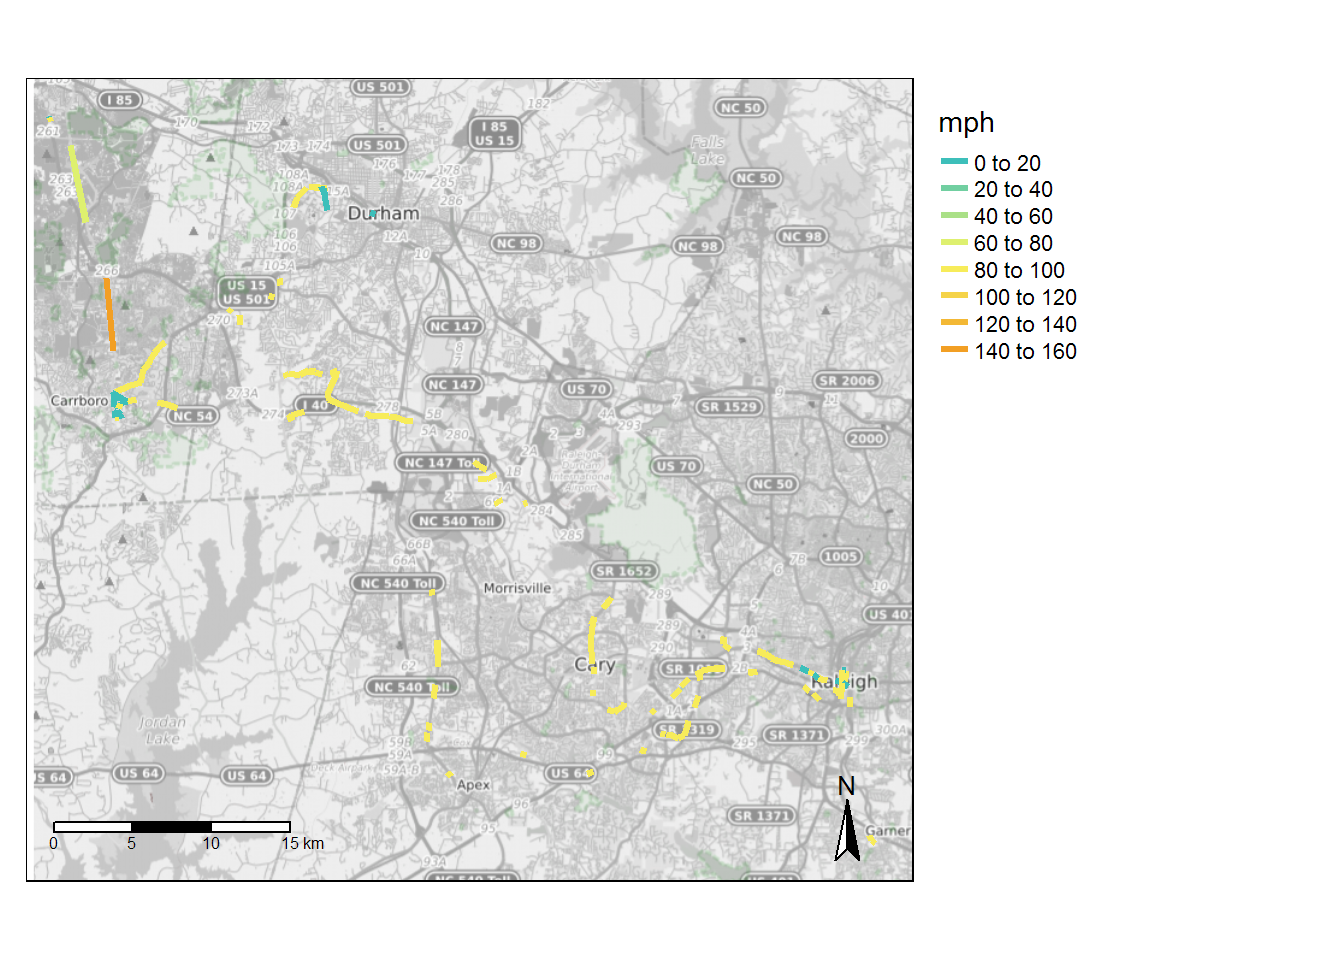 US 501
I 85
182
NC 50
170
172
I 85
US 15
261
173
174
US 501
Falls
Lake
176
178
177
285
NC 50
263
108A
108A
286
107
Durham
106
12A
NC 98
NC 98
NC 98
106
10
105A
266
US 15
US 501
270
NC 147
8
7
NC 147
US 70
SR 2006
273A
9
11
Carrboro
NC 54
274
I 40
278
5B
4A
7
SR 1529
5A
280
293
2000
2
3
2A
NC 147 Toll
Raleigh
Durham
International
Airport
US 70
1B
NC 50
1A
2
284
NC 540 Toll
285
66B
66A
1005
7B
6
SR 1652
NC 540 Toll
Morrisville
289
10
5
US 401
289
4A
290
3
62
Cary
2B
NC 540 Toll
Raleigh
1A
Jordan
Lake
SR 1371
300A
59B
295
299
59A
99
59A-B
Deck Airpark
US 64
US 64
US 64
US 64
Apex
N
96
SR 1371
95
Garner
93A
NC 540 Toll
0
5
10
15 km
mph
0 to 20
20 to 40
40 to 60
60 to 80
80 to 100
100 to 120
120 to 140
140 to 160